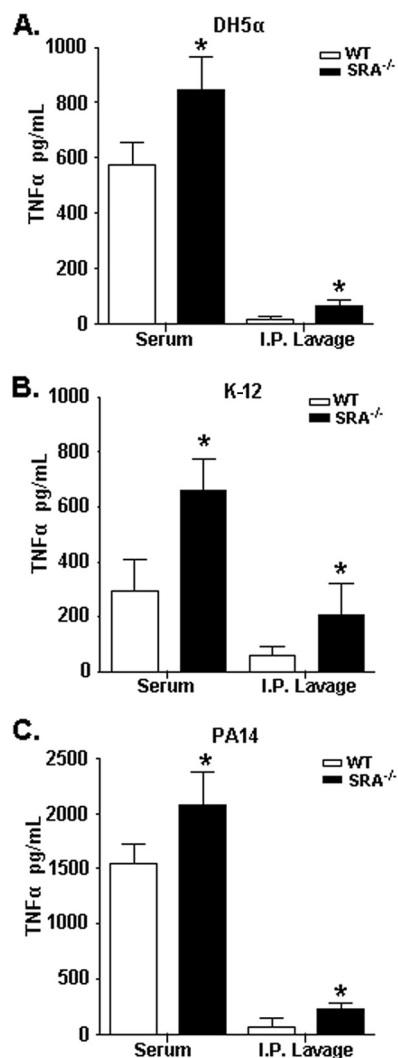 A.
DH5α
1000
800
600
400
200
0
TNFα pg/mL
WT
SRA-/-
*
*
Serum
I.P. Lavage
B.
K-12
1000
800
600
400
200
0
TNFα pg/mL
WT
SRA-/-
*
*
Serum
I.P. Lavage
C.
PA14
2500
2000
1500
1000
500
0
TNFα pg/mL
WT
SRA-/-
*
*
Serum
I.P. Lavage